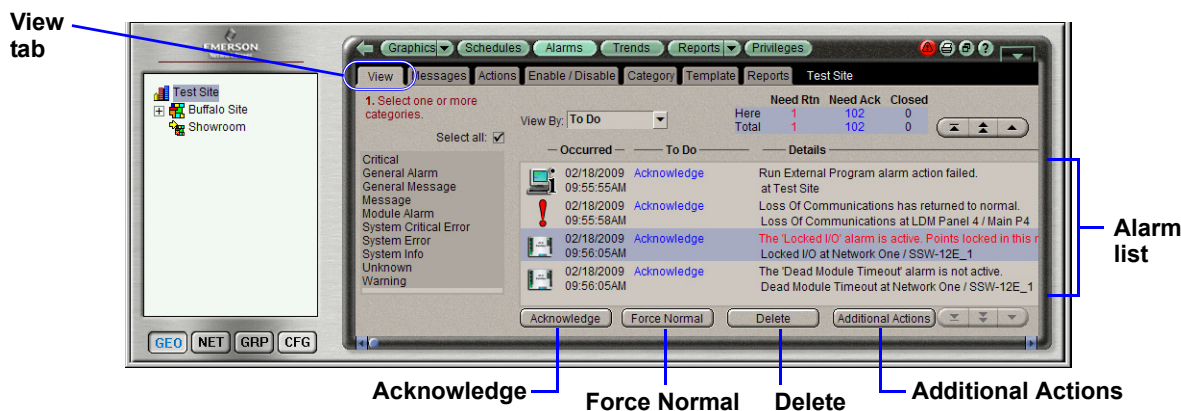 View
tab
EMERSON
Graphics Schedules Alarms Trends Reports Privileges
View Messages Actions Enable / Disable Category Template Reports Test Site
Test Site
Buffalo Site
Showroom
1. Select one or more
categories.
Select all:
Critical
General Alarm
General Message
Message
Module Alarm
System Critical Error
System Error
System Info
Unknown
Warning
View By: To Do
Need Rtn Need Ack Closed
Here 1 102 0
Total 1 102 0
Occurred To Do Details
02/18/2009 Acknowledge Run External Program alarm action failed.
09:55:55AM at Test Site
02/18/2009 Acknowledge Loss Of Communications has returned to normal.
09:55:58AM Loss Of Communications at LDM Panel 4 / Main P4
02/18/2009 Acknowledge The 'Locked I/O' alarm is active. Points locked in this
09:56:05AM Locked I/O at Network One / SSW-12E_1
02/18/2009 Acknowledge The 'Dead Module Timeout' alarm is not active.
09:56:05AM Dead Module Timeout at Network One / SSW-12E_1
Acknowledge Force Normal Delete Additional Actions
GEO NET GRP CFG
Alarm
list
Acknowledge
Force Normal
Delete
Additional Actions